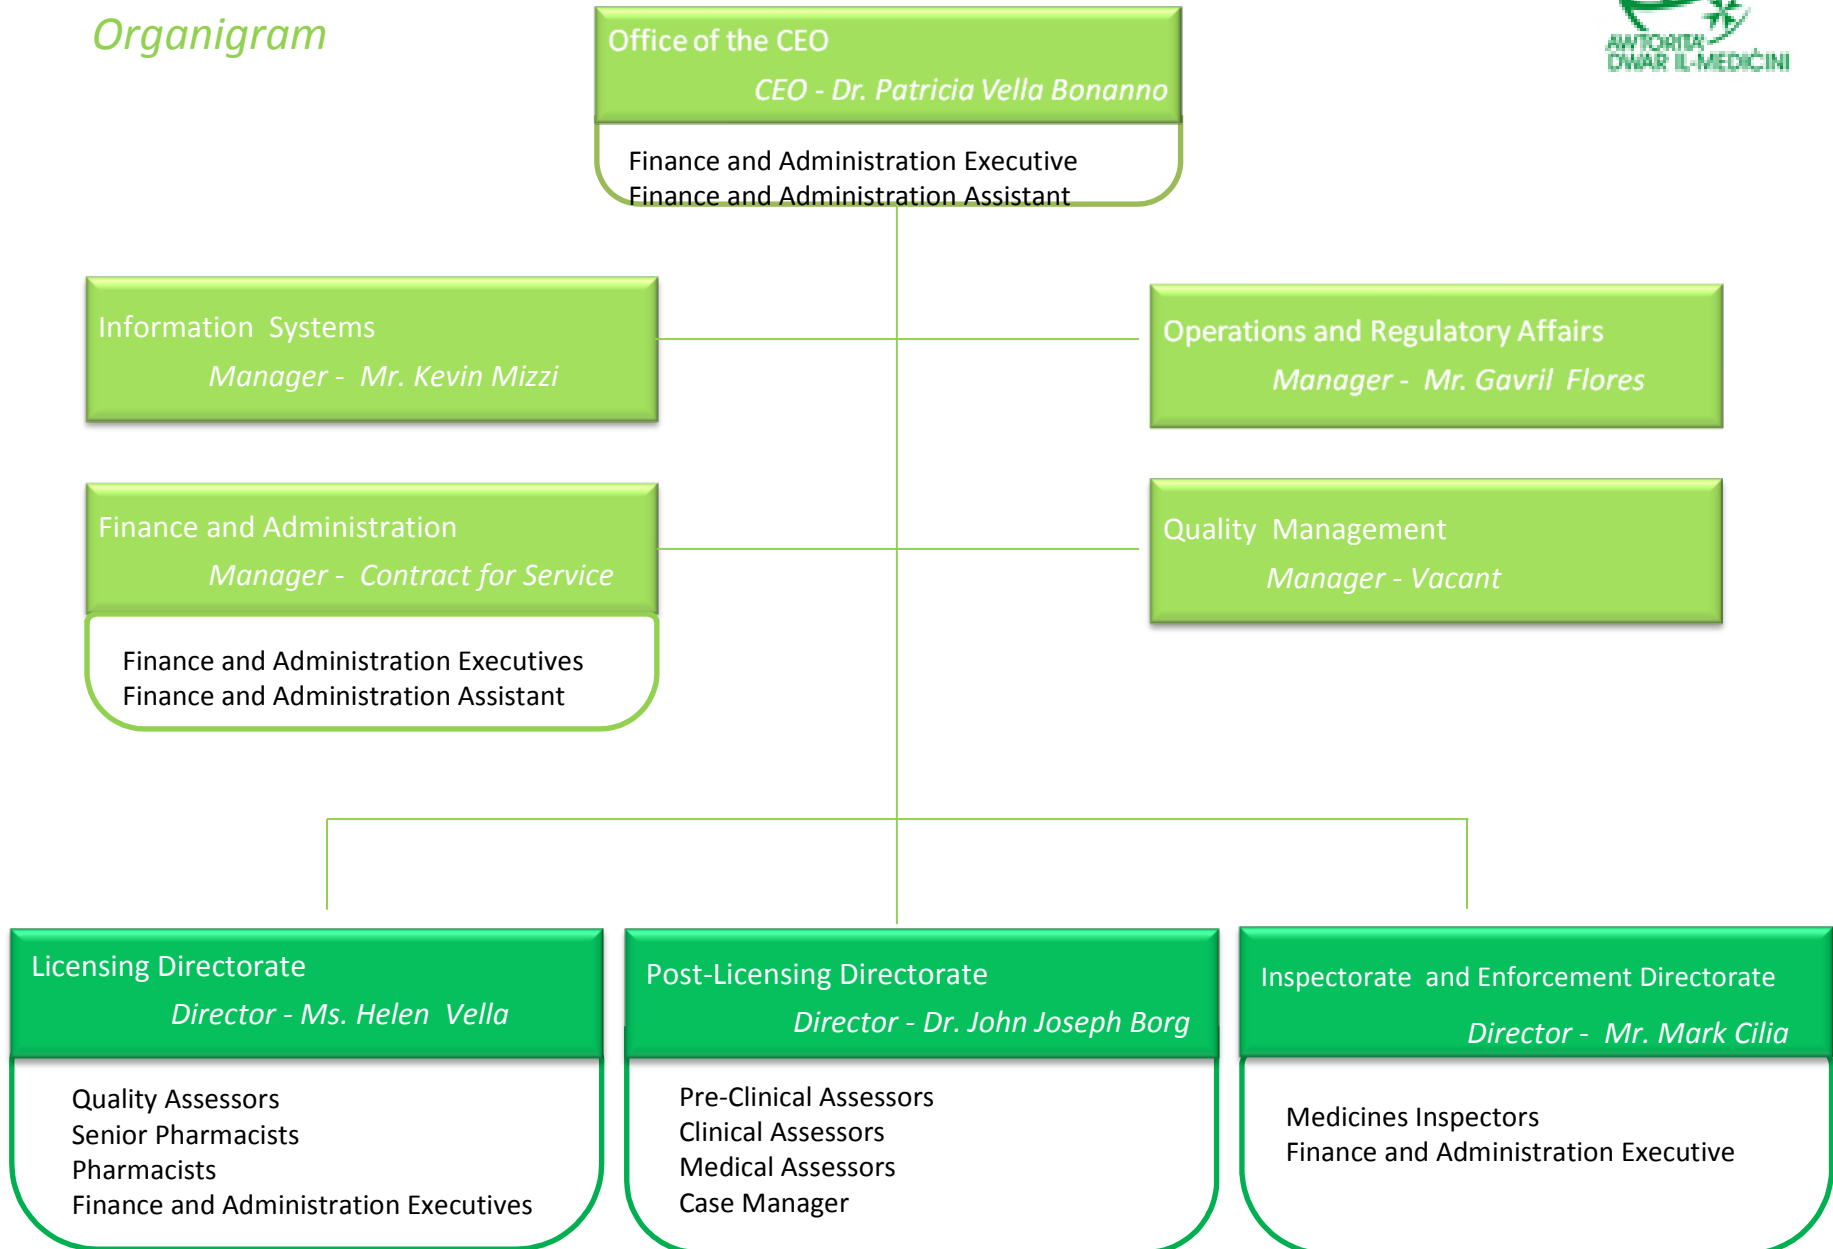 Organigram
AWTORITÀ
DWAR IL-MEDIĊINI
Office of the CEO
CEO - Dr. Patricia Vella Bonanno
Finance and Administration Executive
Finance and Administration Assistant
Information Systems
Manager - Mr. Kevin Mizzi
Operations and Regulatory Affairs
Manager - Mr. Gavril Flores
Finance and Administration
Manager - Contract for Service
Finance and Administration Executives
Finance and Administration Assistant
Quality Management
Manager - Vacant
Licensing Directorate
Director - Ms. Helen Vella
Quality Assessors
Senior Pharmacists
Pharmacists
Finance and Administration Executives
Post-Licensing Directorate
Director - Dr. John Joseph Borg
Pre-Clinical Assessors
Clinical Assessors
Medical Assessors
Case Manager
Inspectorate and Enforcement Directorate
Director - Mr. Mark Cilia
Medicines Inspectors
Finance and Administration Executive